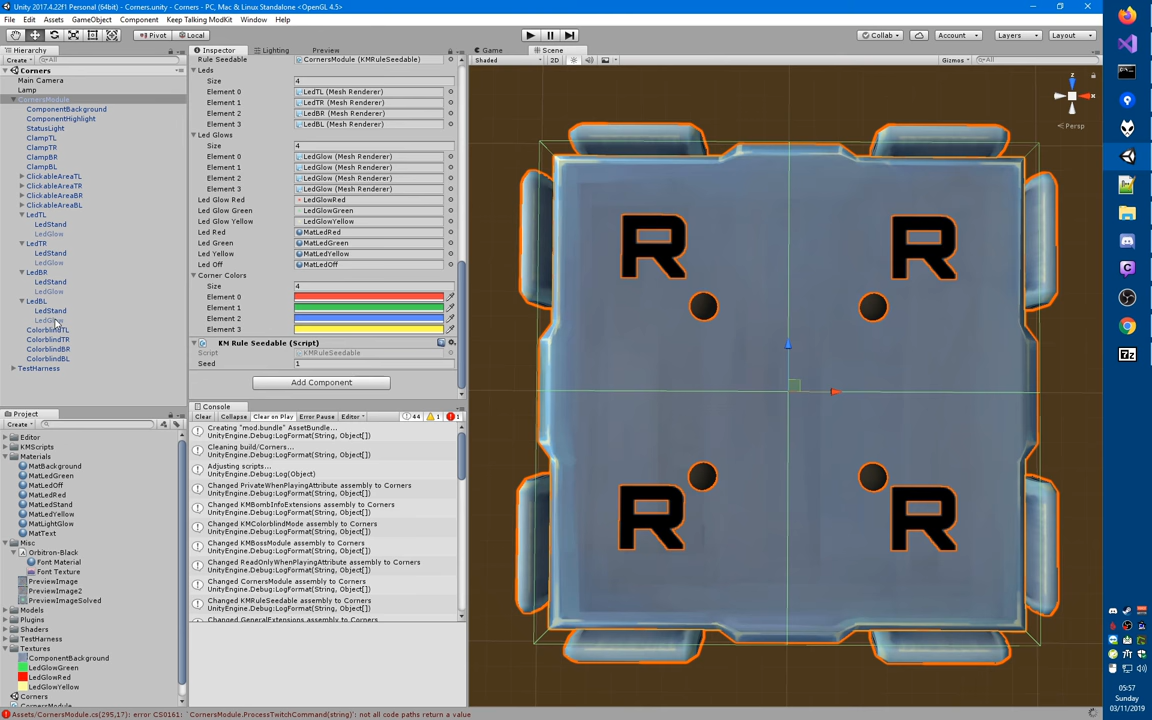 Unity 2017.4.22f1 Personal (64bit) - Corners.unity - Corners - PC, Mac & Linux Standalone <OpenGL 4.5>
File Edit Assets GameObject Component Keep Talking ModKit Window Help
Pivot Local Collab Account Layers Layout
Hierarchy
Create All
Corners
Main Camera
Lamp
CornersModule
ComponentBackground
ComponentHighlight
StatusLight
ClampTL
ClampTR
ClampBR
ClampBL
ClickableAreaTL
ClickableAreaTR
ClickableAreaBR
ClickableAreaBL
LedTL
LedStand
LedGlow
LedTR
LedStand
LedGlow
LedBR
LedStand
LedGlow
LedBL
LedStand
LedGlow
ColorblindTL
ColorblindTR
ColorblindBR
ColorblindBL
TestHarness
Project
Create
Editor
KMScripts
Materials
MatBackground
MatLedGreen
MatLedOff
MatLedRed
MatLedStand
MatLedYellow
MatLightGlow
MatText
Misc
Orbitron-Black
Font Material
Font Texture
PreviewImage
PreviewImage2
PreviewImageSolved
Models
Plugins
Shaders
TestHarness
Textures
ComponentBackground
LedGlowGreen
LedGlowRed
LedGlowYellow
Corners
CornersModule
Inspector Lighting Preview
Rule Seedable CornersModule (KMRuleSeedable)
Leds
Size 4
Element 0 LedTL (Mesh Renderer)
Element 1 LedTR (Mesh Renderer)
Element 2 LedBR (Mesh Renderer)
Element 3 LedBL (Mesh Renderer)
Led Glows
Size 4
Element 0 LedGlow (Mesh Renderer)
Element 1 LedGlow (Mesh Renderer)
Element 2 LedGlow (Mesh Renderer)
Element 3 LedGlow (Mesh Renderer)
Led Glow Red LedGlowRed
Led Glow Green LedGlowGreen
Led Glow Yellow LedGlowYellow
Led Red MatLedRed
Led Green MatLedGreen
Led Yellow MatLedYellow
Led Off MatLedOff
Corner Colors
Size 4
Element 0
Element 1
Element 2
Element 3
KM Rule Seedable (Script)
Script KMRuleSeedable
Seed 1
Add Component
Console
Clear Collapse Clear on Play Error Pause Editor 44 1 1
Creating "mod.bundle" AssetBundle...
UnityEngine.Debug:LogFormat(String, Object[])
Cleaning build/Corners...
UnityEngine.Debug:LogFormat(String, Object[])
Adjusting scripts...
UnityEngine.Debug:Log(Object)
Changed PrivateWhenPlayingAttribute assembly to Corners
UnityEngine.Debug:LogFormat(String, Object[])
Changed KMBombInfoExtensions assembly to Corners
UnityEngine.Debug:LogFormat(String, Object[])
Changed KMColorblindMode assembly to Corners
UnityEngine.Debug:LogFormat(String, Object[])
Changed KMBossModule assembly to Corners
UnityEngine.Debug:LogFormat(String, Object[])
Changed ReadOnlyWhenPlayingAttribute assembly to Corners
UnityEngine.Debug:LogFormat(String, Object[])
Changed CornersModule assembly to Corners
UnityEngine.Debug:LogFormat(String, Object[])
Changed KMRuleSeedable assembly to Corners
UnityEngine.Debug:LogFormat(String, Object[])
Changed GeneralExtensions assembly to Corners
Game Scene
Shaded 2D Gizmos All
z
x
Persp
R R
R R
05:57
Sunday
03/11/2019
Assets/CornersModule.cs(295,17): error CS0161: `CornersModule.ProcessTwitchCommand(string)': not all code paths return a value